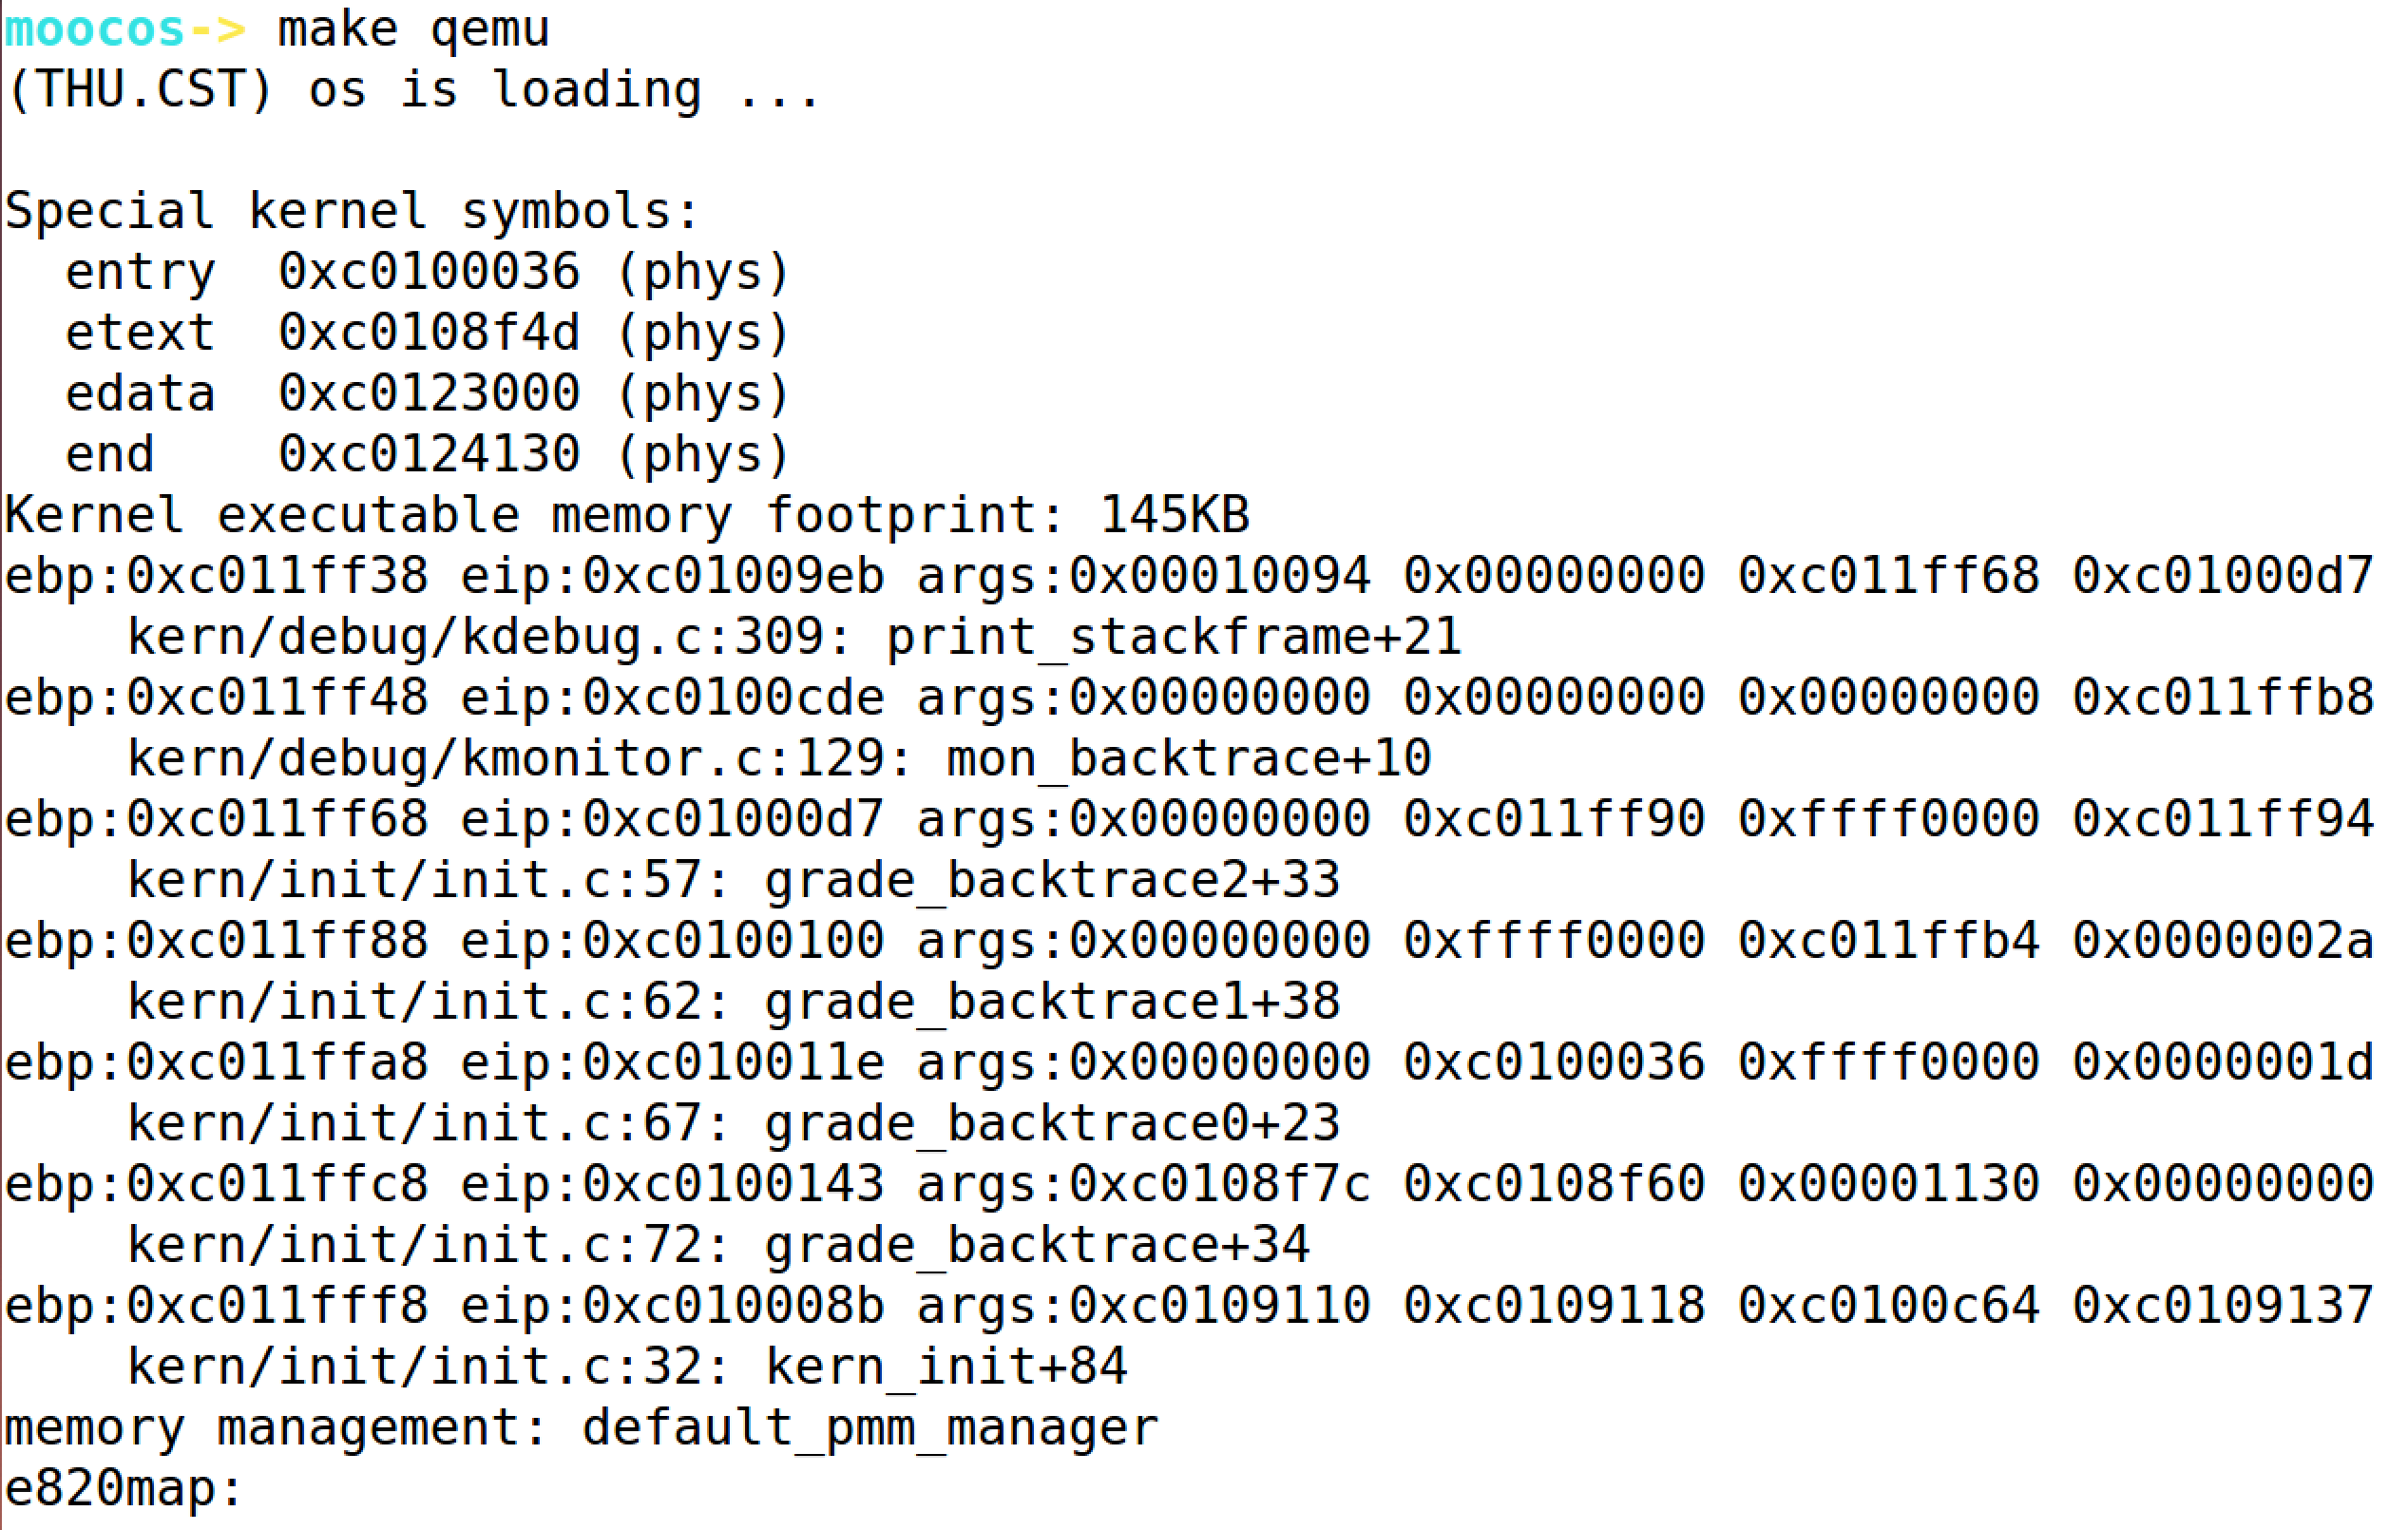 moocos-> make qemu
(THU.CST) os is loading ...
Special kernel symbols:
  entry  0xc0100036 (phys)
  etext  0xc0108f4d (phys)
  edata  0xc0123000 (phys)
  end    0xc0124130 (phys)
Kernel executable memory footprint: 145KB
ebp:0xc011ff38 eip:0xc01009eb args:0x00010094 0x00000000 0xc011ff68 0xc01000d7
    kern/debug/kdebug.c:309: print_stackframe+21
ebp:0xc011ff48 eip:0xc0100cde args:0x00000000 0x00000000 0x00000000 0xc011ffb8
    kern/debug/kmonitor.c:129: mon_backtrace+10
ebp:0xc011ff68 eip:0xc01000d7 args:0x00000000 0xc011ff90 0xffff0000 0xc011ff94
    kern/init/init.c:57: grade_backtrace2+33
ebp:0xc011ff88 eip:0xc0100100 args:0x00000000 0xffff0000 0xc011ffb4 0x0000002a
    kern/init/init.c:62: grade_backtrace1+38
ebp:0xc011ffa8 eip:0xc010011e args:0x00000000 0xc0100036 0xffff0000 0x0000001d
    kern/init/init.c:67: grade_backtrace0+23
ebp:0xc011ffc8 eip:0xc0100143 args:0xc0108f7c 0xc0108f60 0x00001130 0x00000000
    kern/init/init.c:72: grade_backtrace+34
ebp:0xc011fff8 eip:0xc010008b args:0xc0109110 0xc0109118 0xc0100c64 0xc0109137
    kern/init/init.c:32: kern_init+84
memory management: default_pmm_manager
e820map: